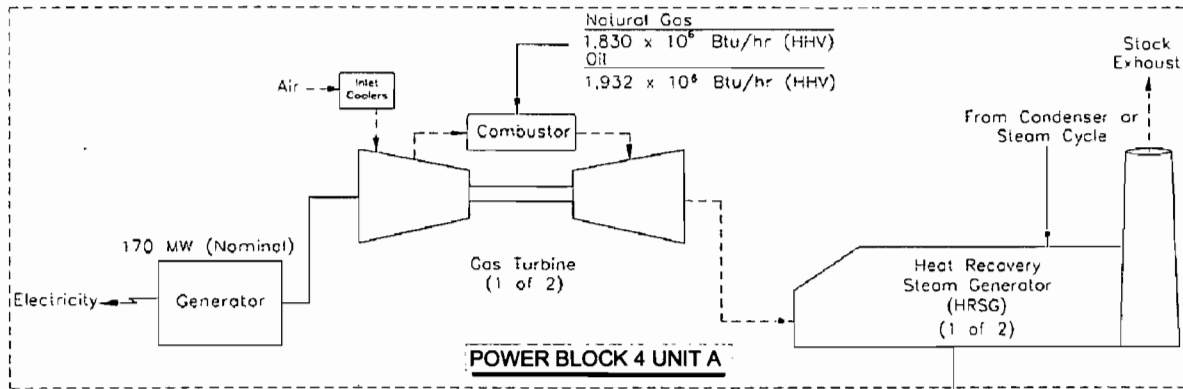 Natural Gas
1,830 x 10⁶ Btu/hr (HHV)
Oil
1,932 x 10⁶ Btu/hr (HHV)
Stack
Exhaust
Air
Inlet
Coolers
Combustor
From Condenser or
Steam Cycle
170 MW (Nominal)
Gas Turbine
(1 of 2)
Heat Recovery
Steam Generator
(HRSG)
(1 of 2)
Electricity
Generator
POWER BLOCK 4 UNIT A